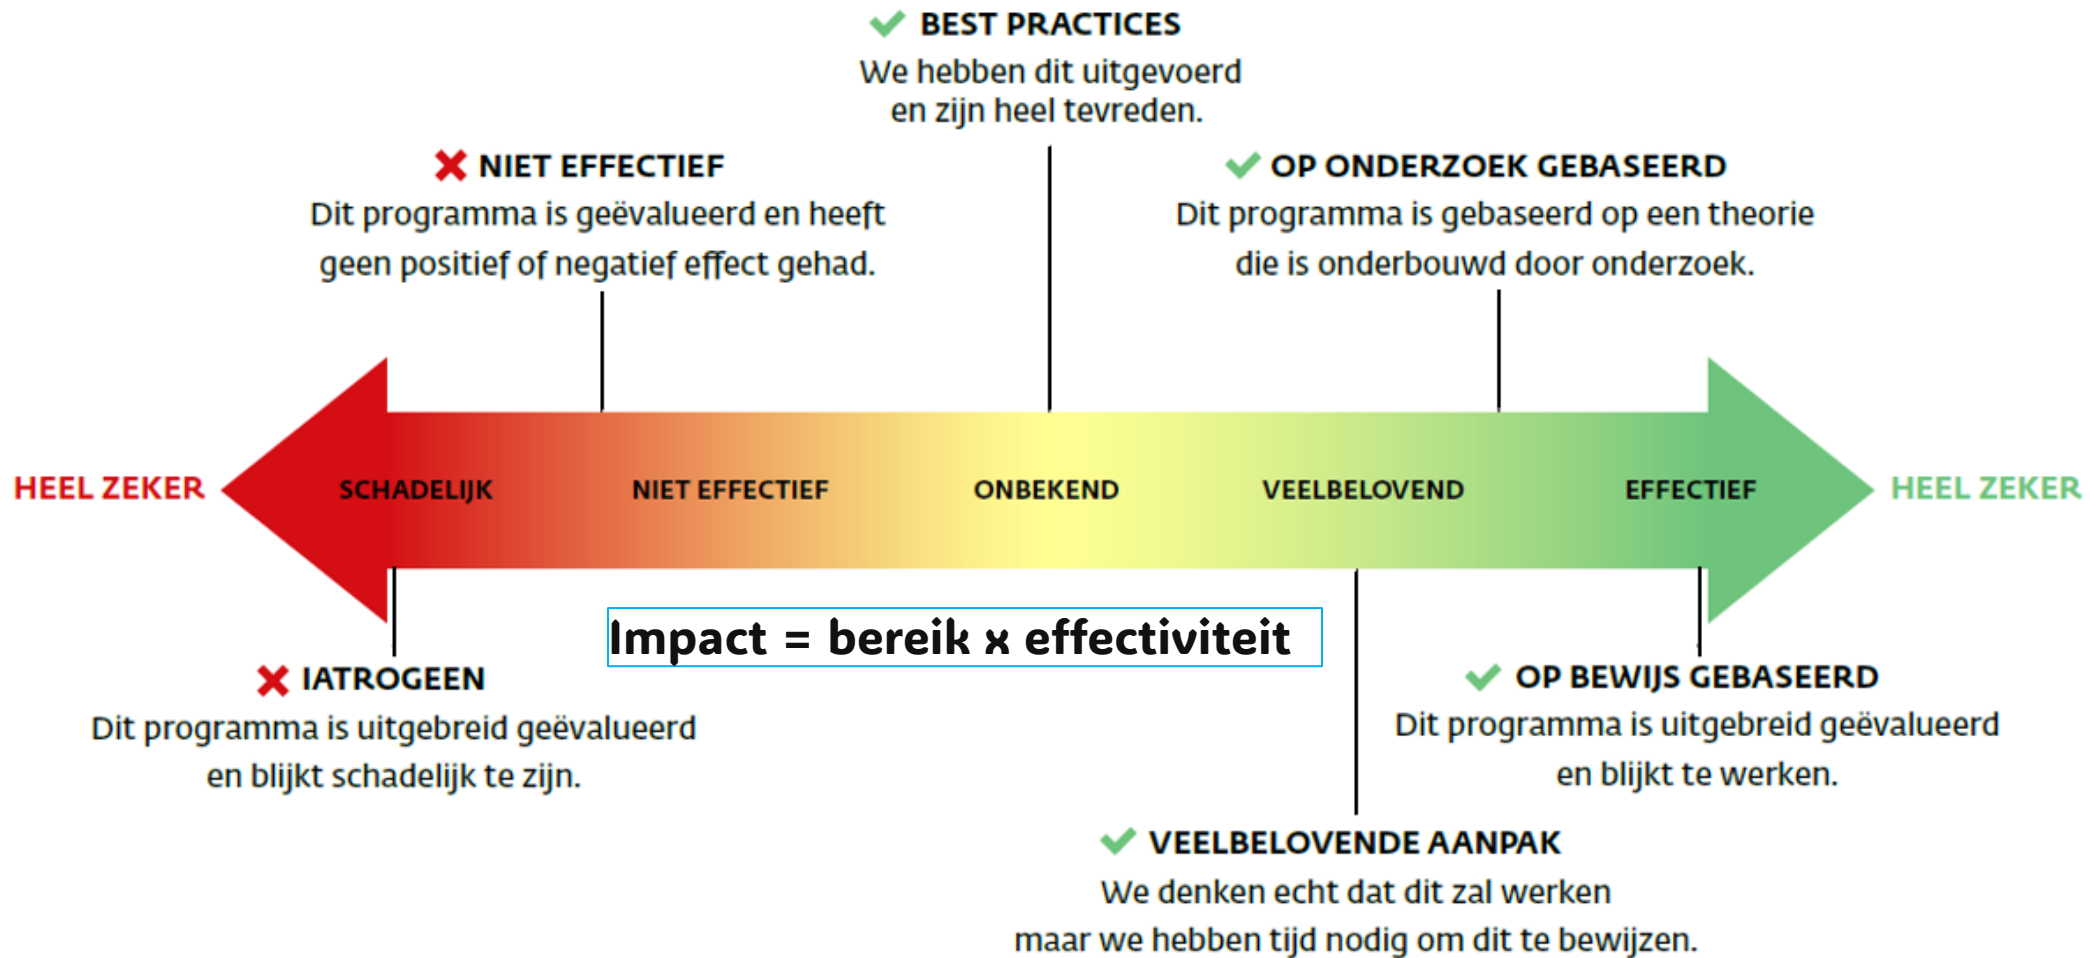 BEST PRACTICES
We hebben dit uitgevoerd
en zijn heel tevreden.
NIET EFFECTIEF
Dit programma is geëvalueerd en heeft
geen positief of negatief effect gehad.
OP ONDERZOEK GEBASEERD
Dit programma is gebaseerd op een theorie
die is onderbouwd door onderzoek.
HEEL ZEKER
SCHADELIJK
NIET EFFECTIEF
ONBEKEND
VEELBELOVEND
EFFECTIEF
HEEL ZEKER
Impact = bereik x effectiviteit
IATROGEEN
Dit programma is uitgebreid geëvalueerd
en blijkt schadelijk te zijn.
OP BEWIJS GEBASEERD
Dit programma is uitgebreid geëvalueerd
en blijkt te werken.
VEELBELOVENDE AANPAK
We denken echt dat dit zal werken
maar we hebben tijd nodig om dit te bewijzen.